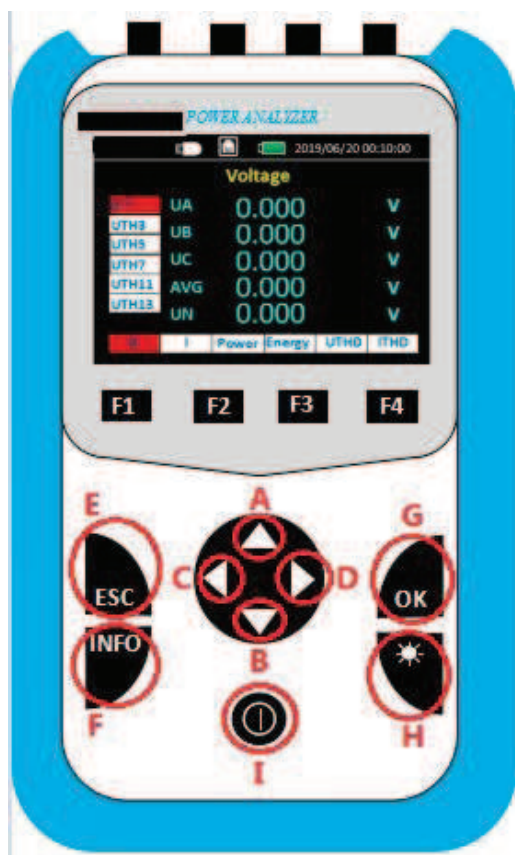 POWER ANALYZER
2019/06/20 00:10:00
Voltage
UA 0.000 V
UTH3
UB 0.000 V
UTH5
UC 0.000 V
UTH7
UTH11
AVG 0.000 V
UTH13
UN 0.000 V
U I Power Energy UTHD ITHD
F1 F2 F3 F4
E A G
C D
ESC OK
INFO
B
F H
I